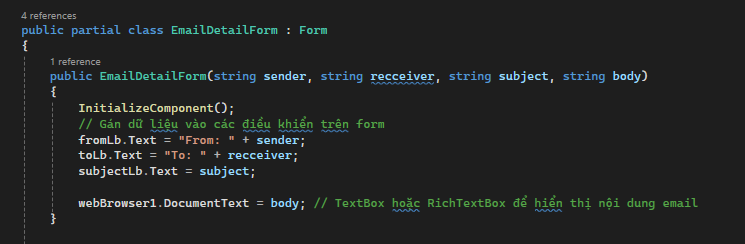 4 references
public partial class EmailDetailForm : Form
{
1 reference
public EmailDetailForm(string sender, string recceiver, string subject, string body)
{
InitializeComponent();
// Gán dữ liệu vào các điều khiển trên form
fromLb.Text = "From: " + sender;
toLb.Text = "To: " + recceiver;
subjectLb.Text = subject;
webBrowser1.DocumentText = body; // TextBox hoặc RichTextBox để hiển thị nội dung email
}